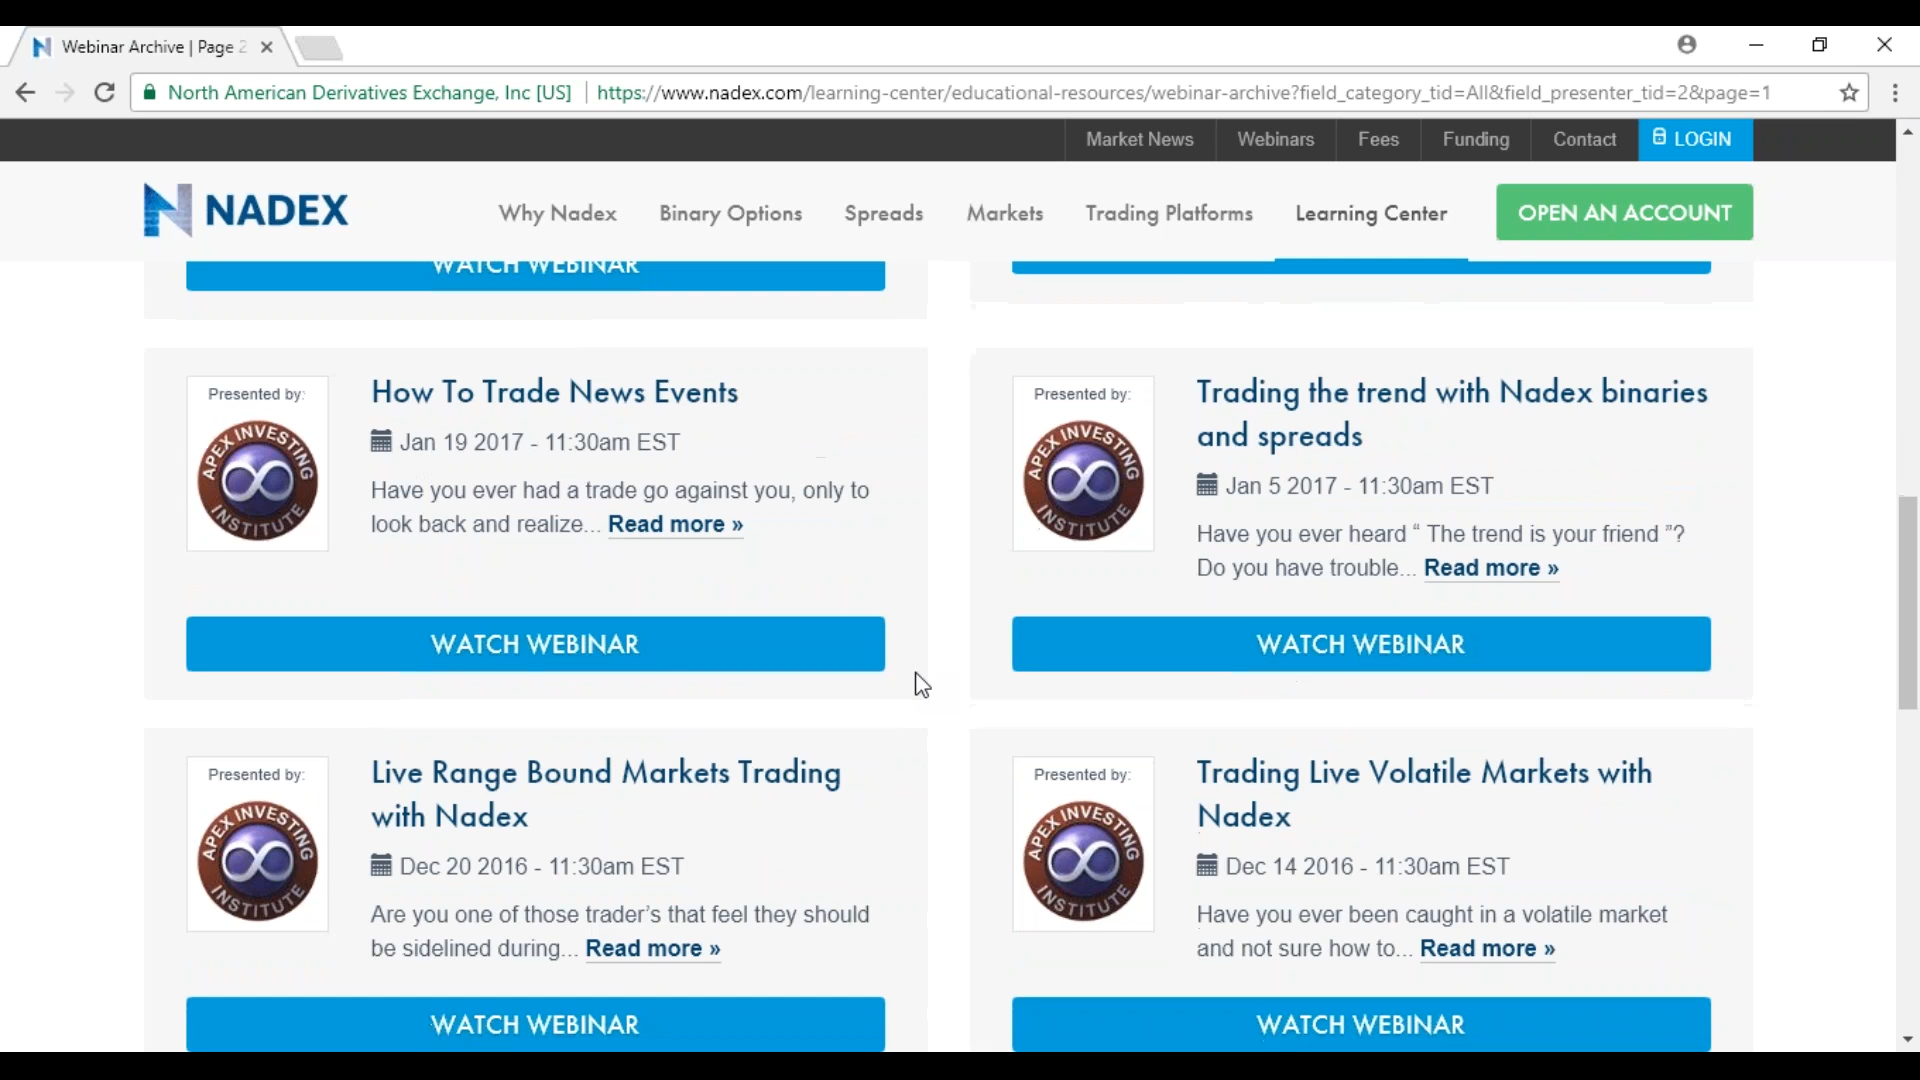 Webinar Archive | Page 2
North American Derivatives Exchange, Inc [US]
https://www.nadex.com/learning-center/educational-resources/webinar-archive?field_category_tid=All&field_presenter_tid=2&page=1
Market News
Webinars
Fees
Funding
Contact
LOGIN
NADEX
Why Nadex
Binary Options
Spreads
Markets
Trading Platforms
Learning Center
OPEN AN ACCOUNT
WATCH WEBINAR
Presented by:
APEX INVESTING
INSTITUTE
How To Trade News Events
Jan 19 2017 - 11:30am EST
Have you ever had a trade go against you, only to
look back and realize... Read more »
WATCH WEBINAR
Presented by:
APEX INVESTING
INSTITUTE
Trading the trend with Nadex binaries
and spreads
Jan 5 2017 - 11:30am EST
Have you ever heard “ The trend is your friend ”?
Do you have trouble... Read more »
WATCH WEBINAR
Presented by:
APEX INVESTING
INSTITUTE
Live Range Bound Markets Trading
with Nadex
Dec 20 2016 - 11:30am EST
Are you one of those trader’s that feel they should
be sidelined during... Read more »
WATCH WEBINAR
Presented by:
APEX INVESTING
INSTITUTE
Trading Live Volatile Markets with
Nadex
Dec 14 2016 - 11:30am EST
Have you ever been caught in a volatile market
and not sure how to... Read more »
WATCH WEBINAR